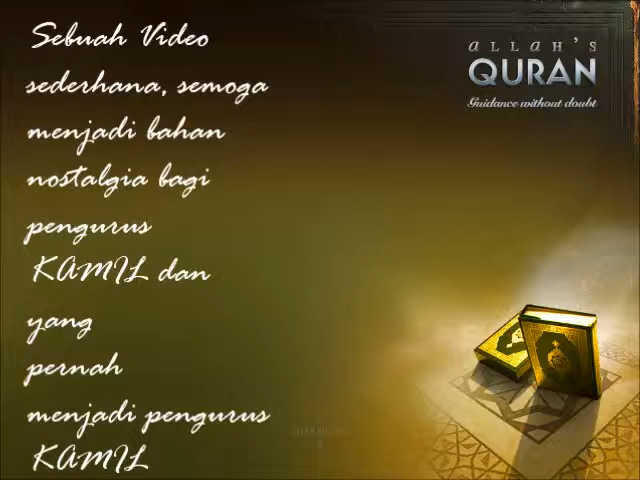 Sebuah Video
sederhana, semoga
menjadi bahan
nostalgia bagi
pengurus
KAMIL dan
yang
pernah
menjadi pengurus
KAMIL
ALLAH'S
QURAN
Guidance without doubt